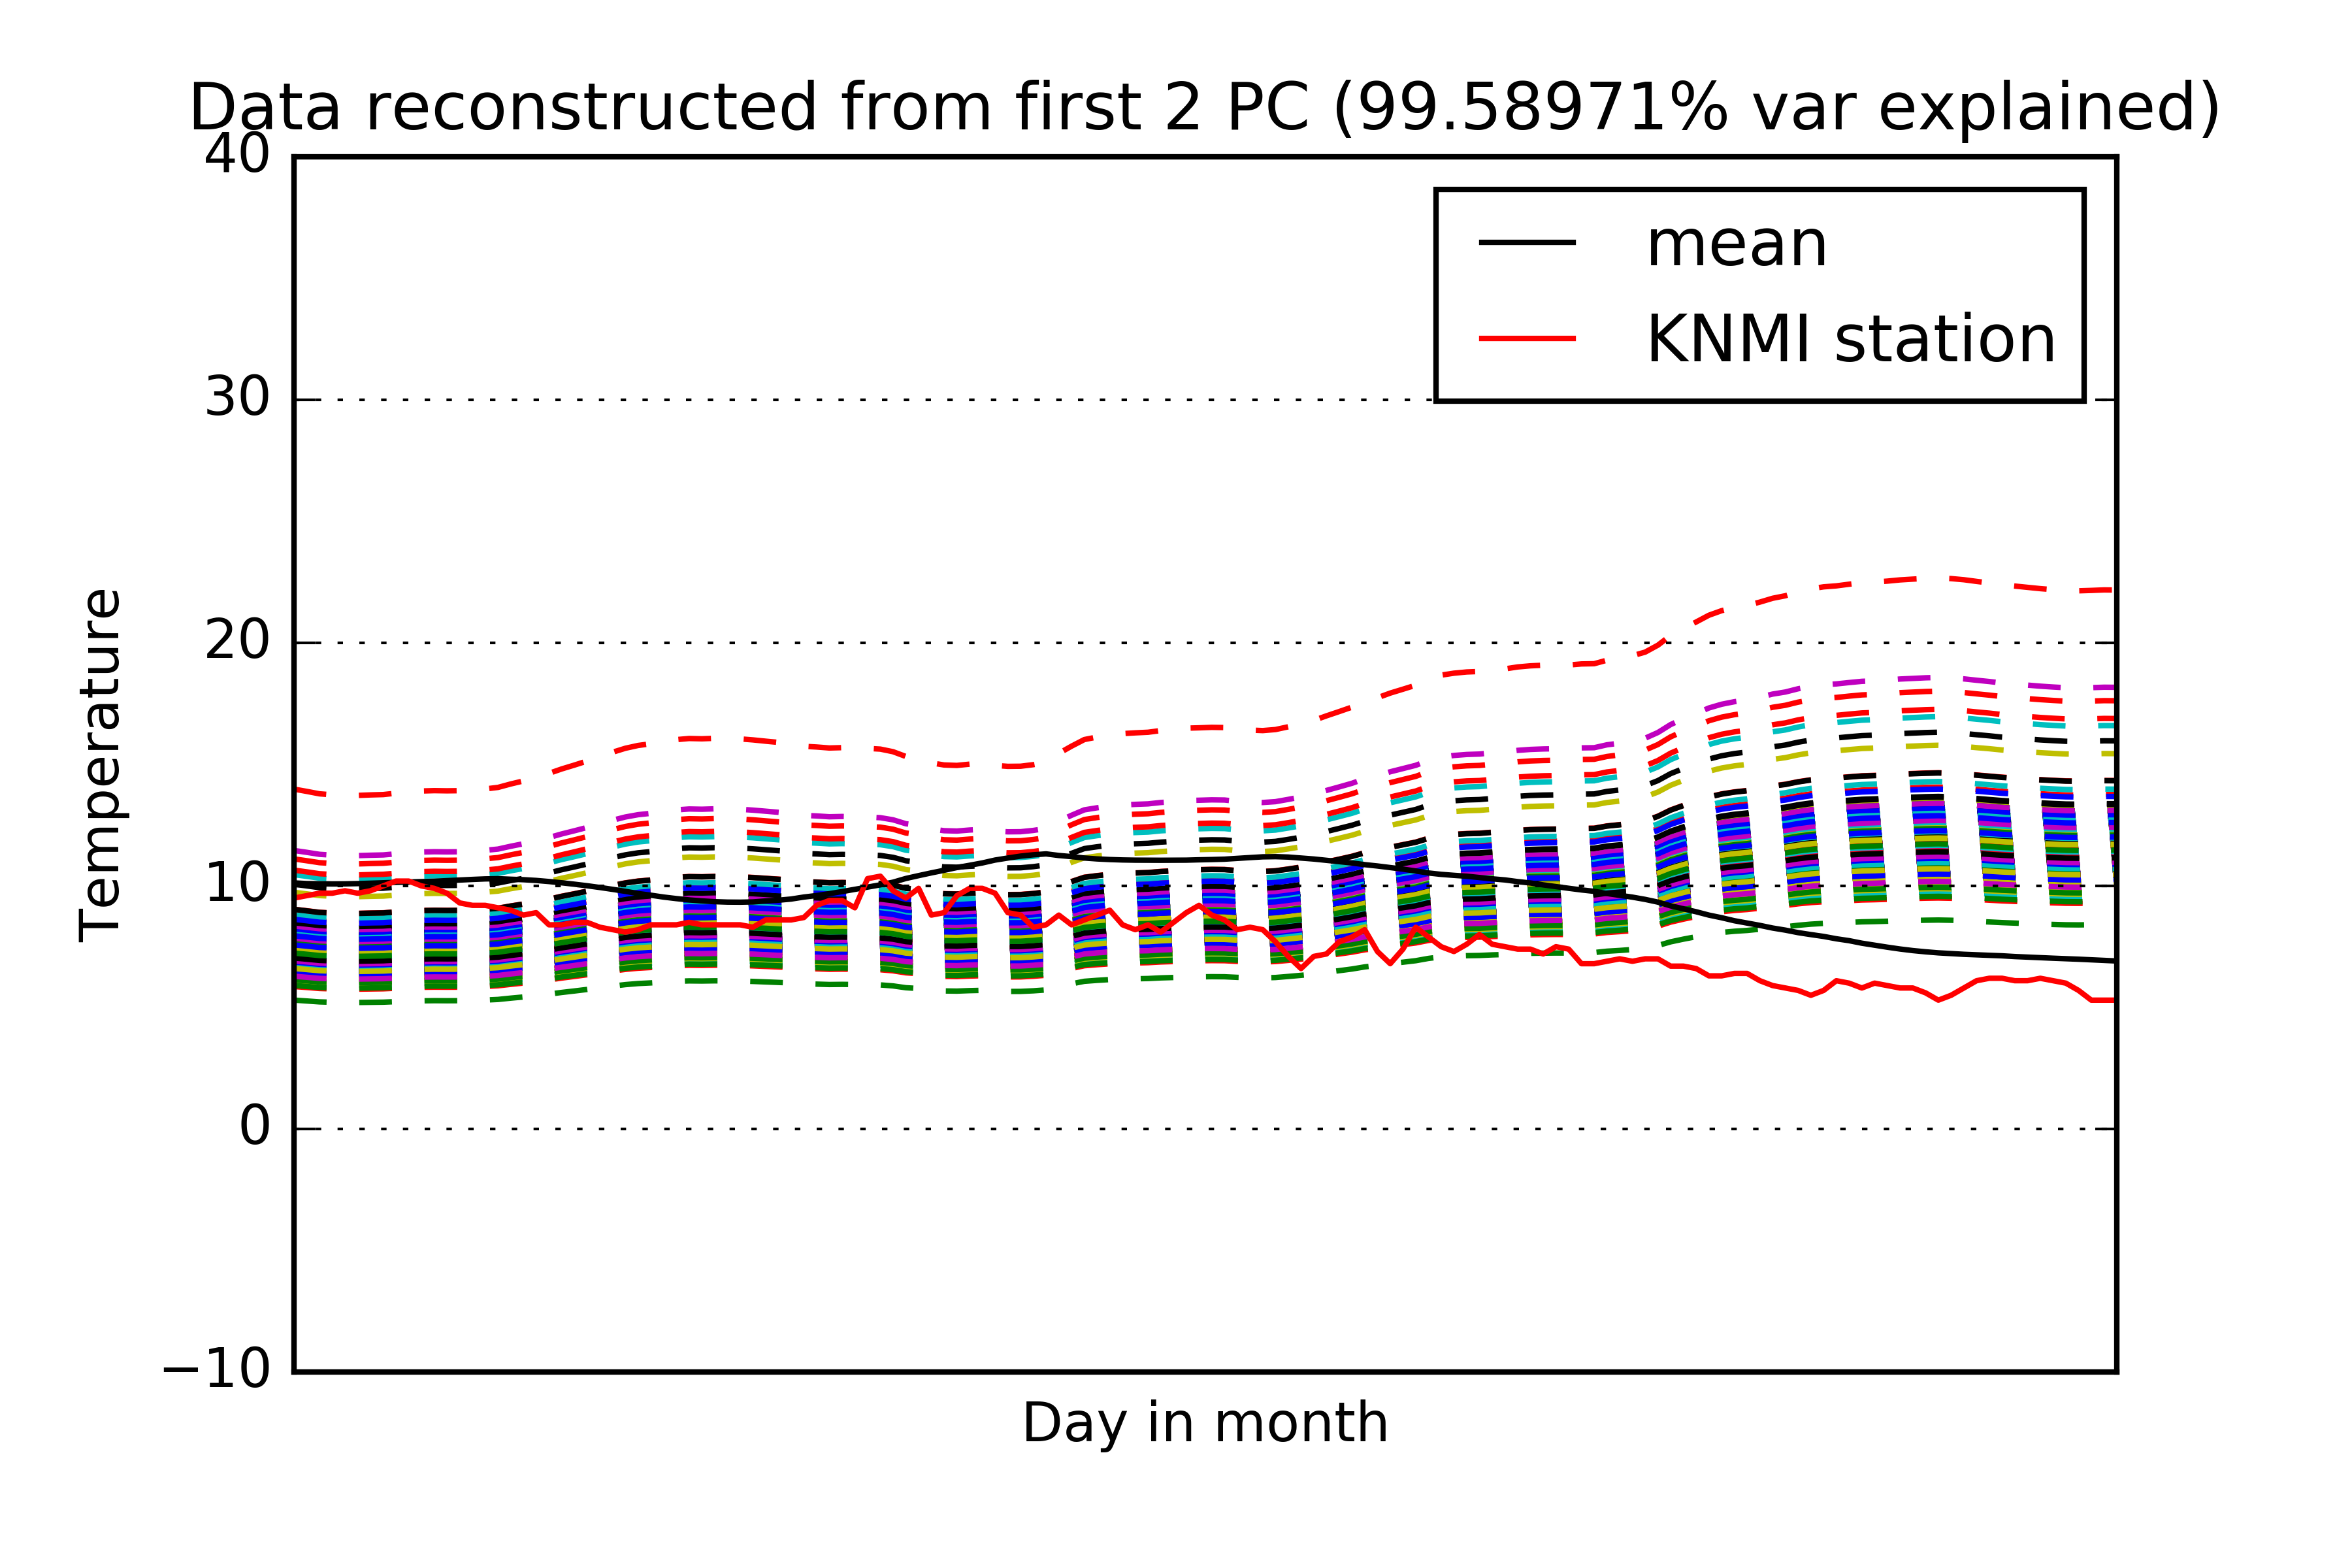 Data reconstructed from first 2 PC (99.58971% var explained)
40
mean
KNMI station
30
20
10
0
−10
Temperature
Day in month